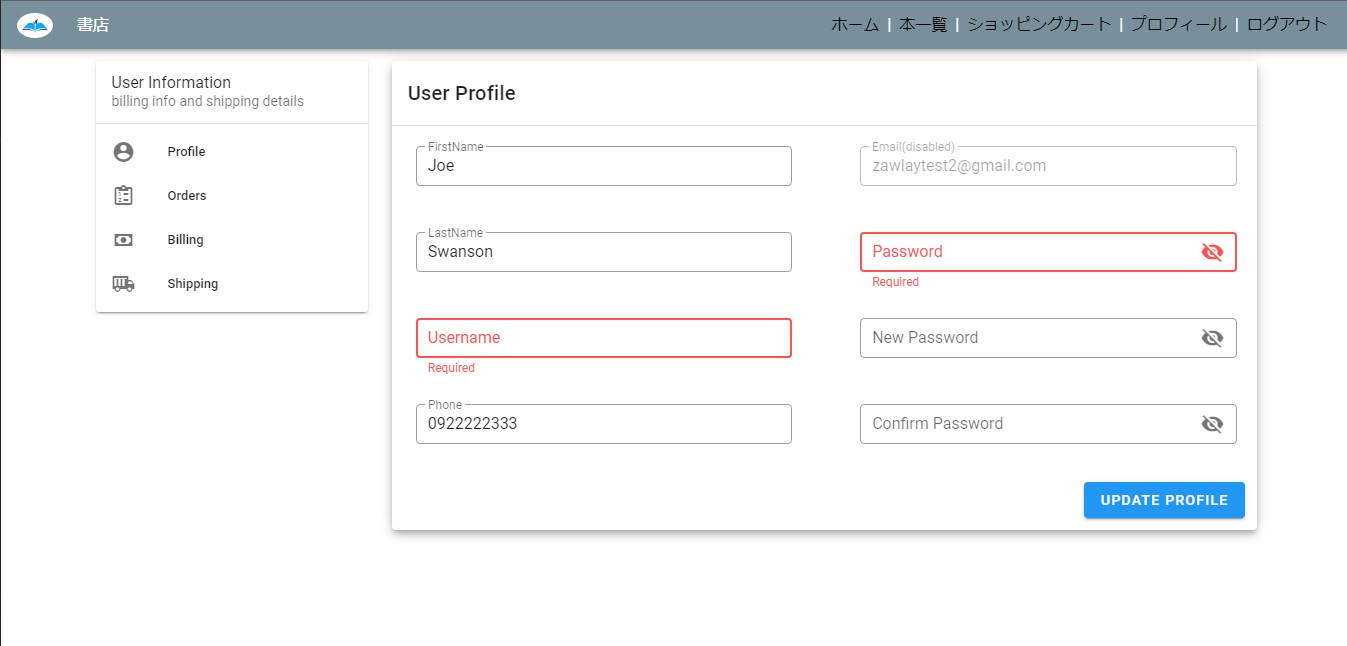 書店
ホーム | 本一覧 | ショッピングカート | プロフィール | ログアウト
User Information
billing info and shipping details
Profile
Orders
Billing
Shipping
User Profile
FirstName
Joe
Email(disabled)
zawlaytest2@gmail.com
LastName
Swanson
Password
Required
Username
Required
New Password
Phone
0922222333
Confirm Password
UPDATE PROFILE